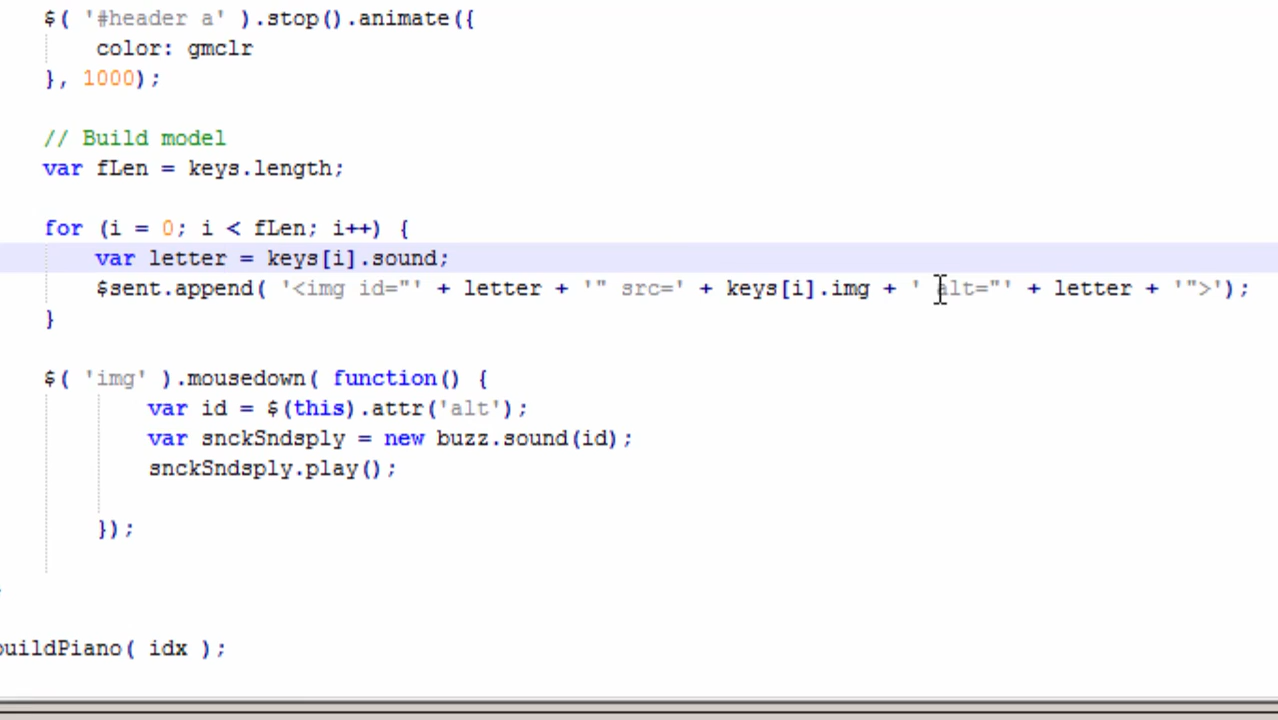 $( '#header a' ).stop().animate({
color: gmclr
}, 1000);
// Build model
var fLen = keys.length;
for (i = 0; i < fLen; i++) {
var letter = keys[i].sound;
$sent.append( '<img id="' + letter + '" src=' + keys[i].img + ' alt="' + letter + '">');
}
$( 'img' ).mousedown( function() {
var id = $(this).attr('alt');
var snckSndsply = new buzz.sound(id);
snckSndsply.play();
});
buildPiano( idx );